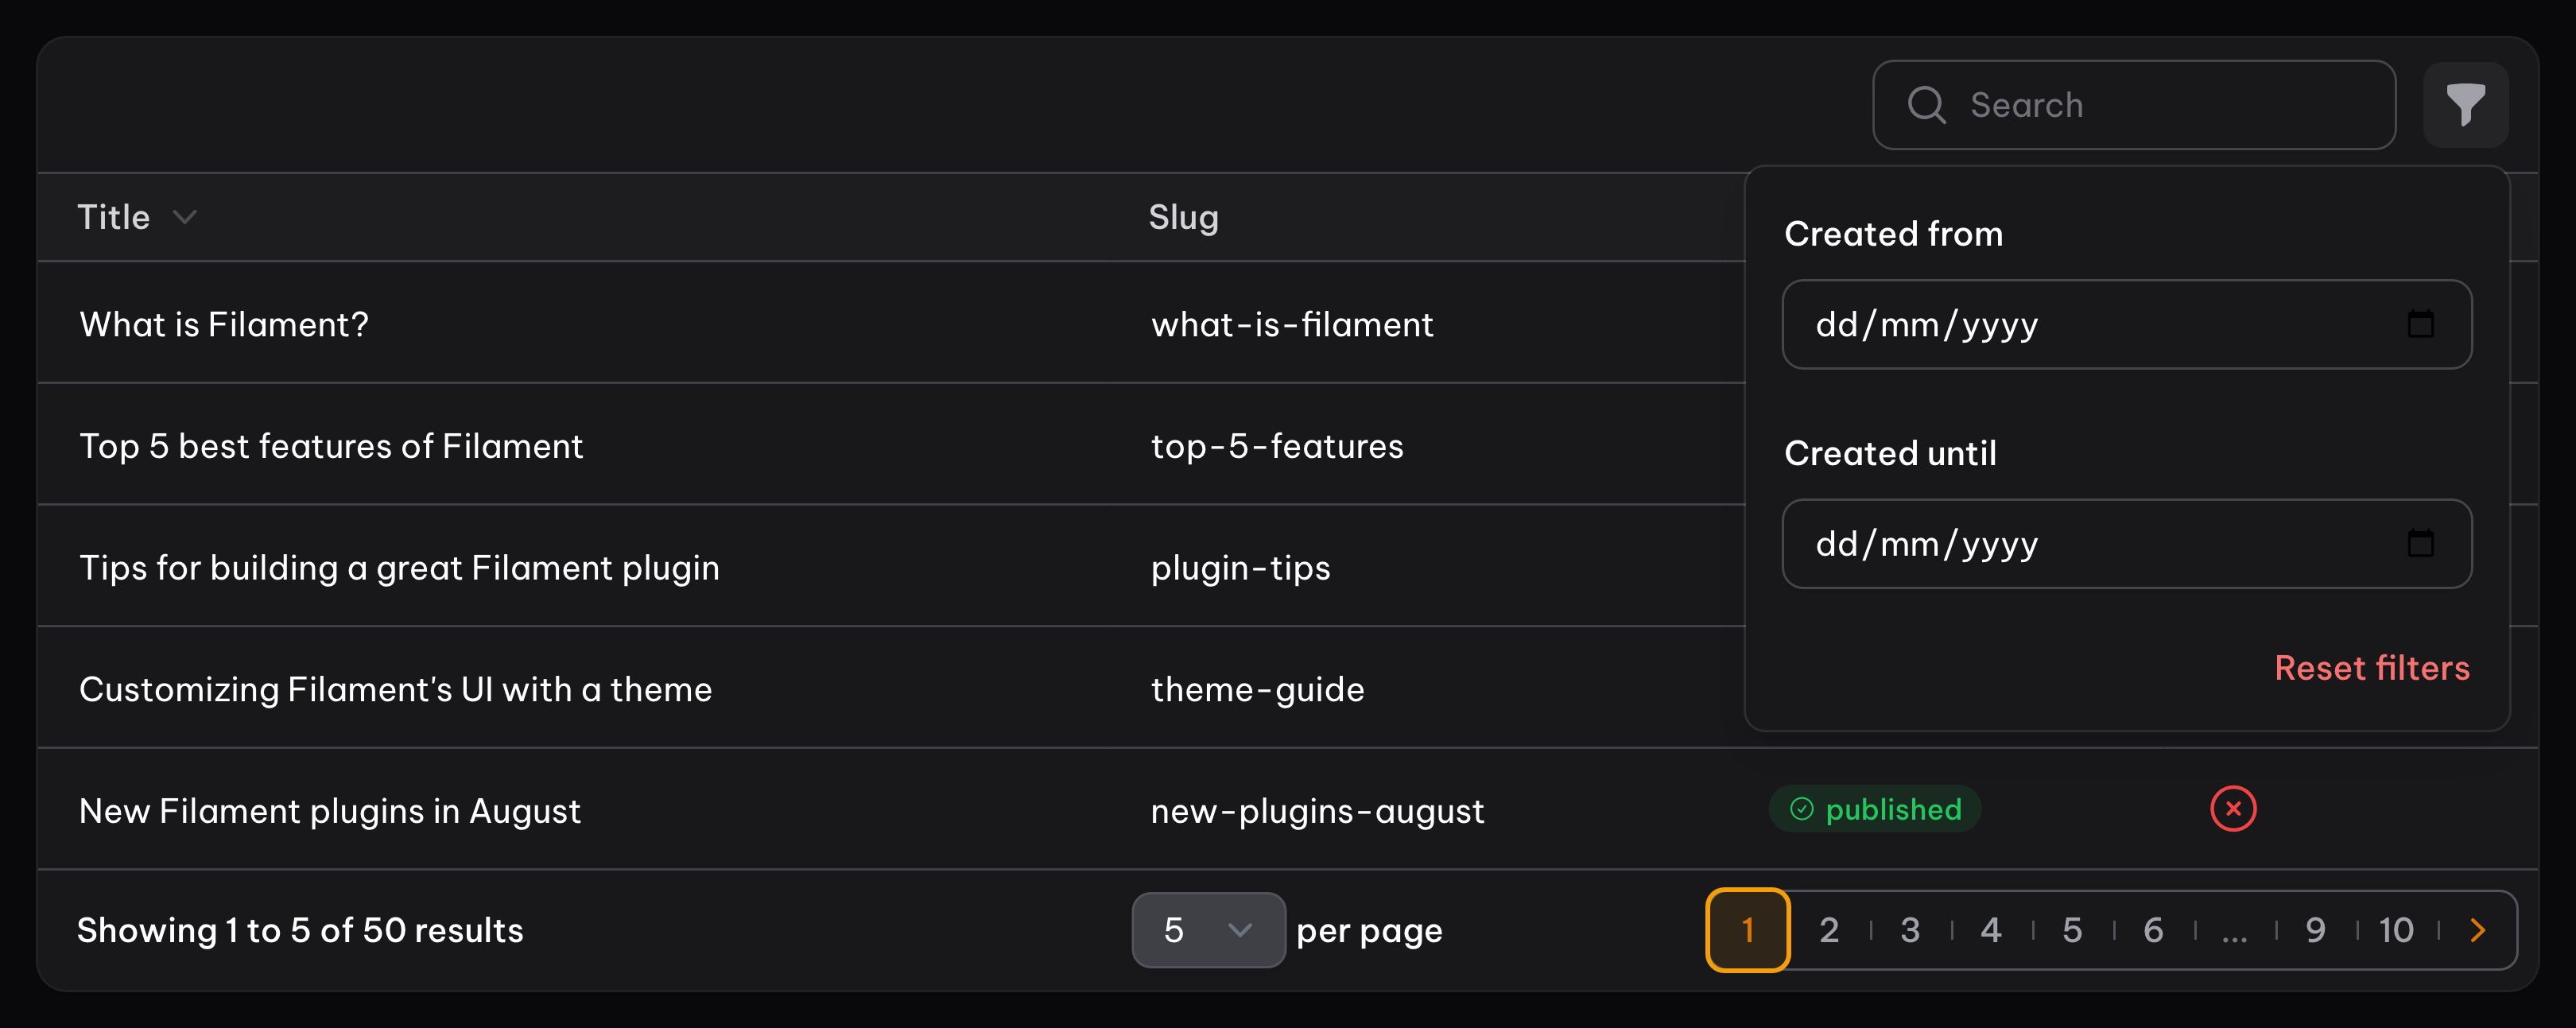 Search
Title Slug
Created from
What is Filament? what-is-filament dd/mm/yyyy
Top 5 best features of Filament top-5-features
Created until
Tips for building a great Filament plugin plugin-tips dd/mm/yyyy
Customizing Filament's UI with a theme theme-guide
Reset filters
New Filament plugins in August new-plugins-august published
Showing 1 to 5 of 50 results 5 per page 1 2 3 4 5 6 ... 9 10